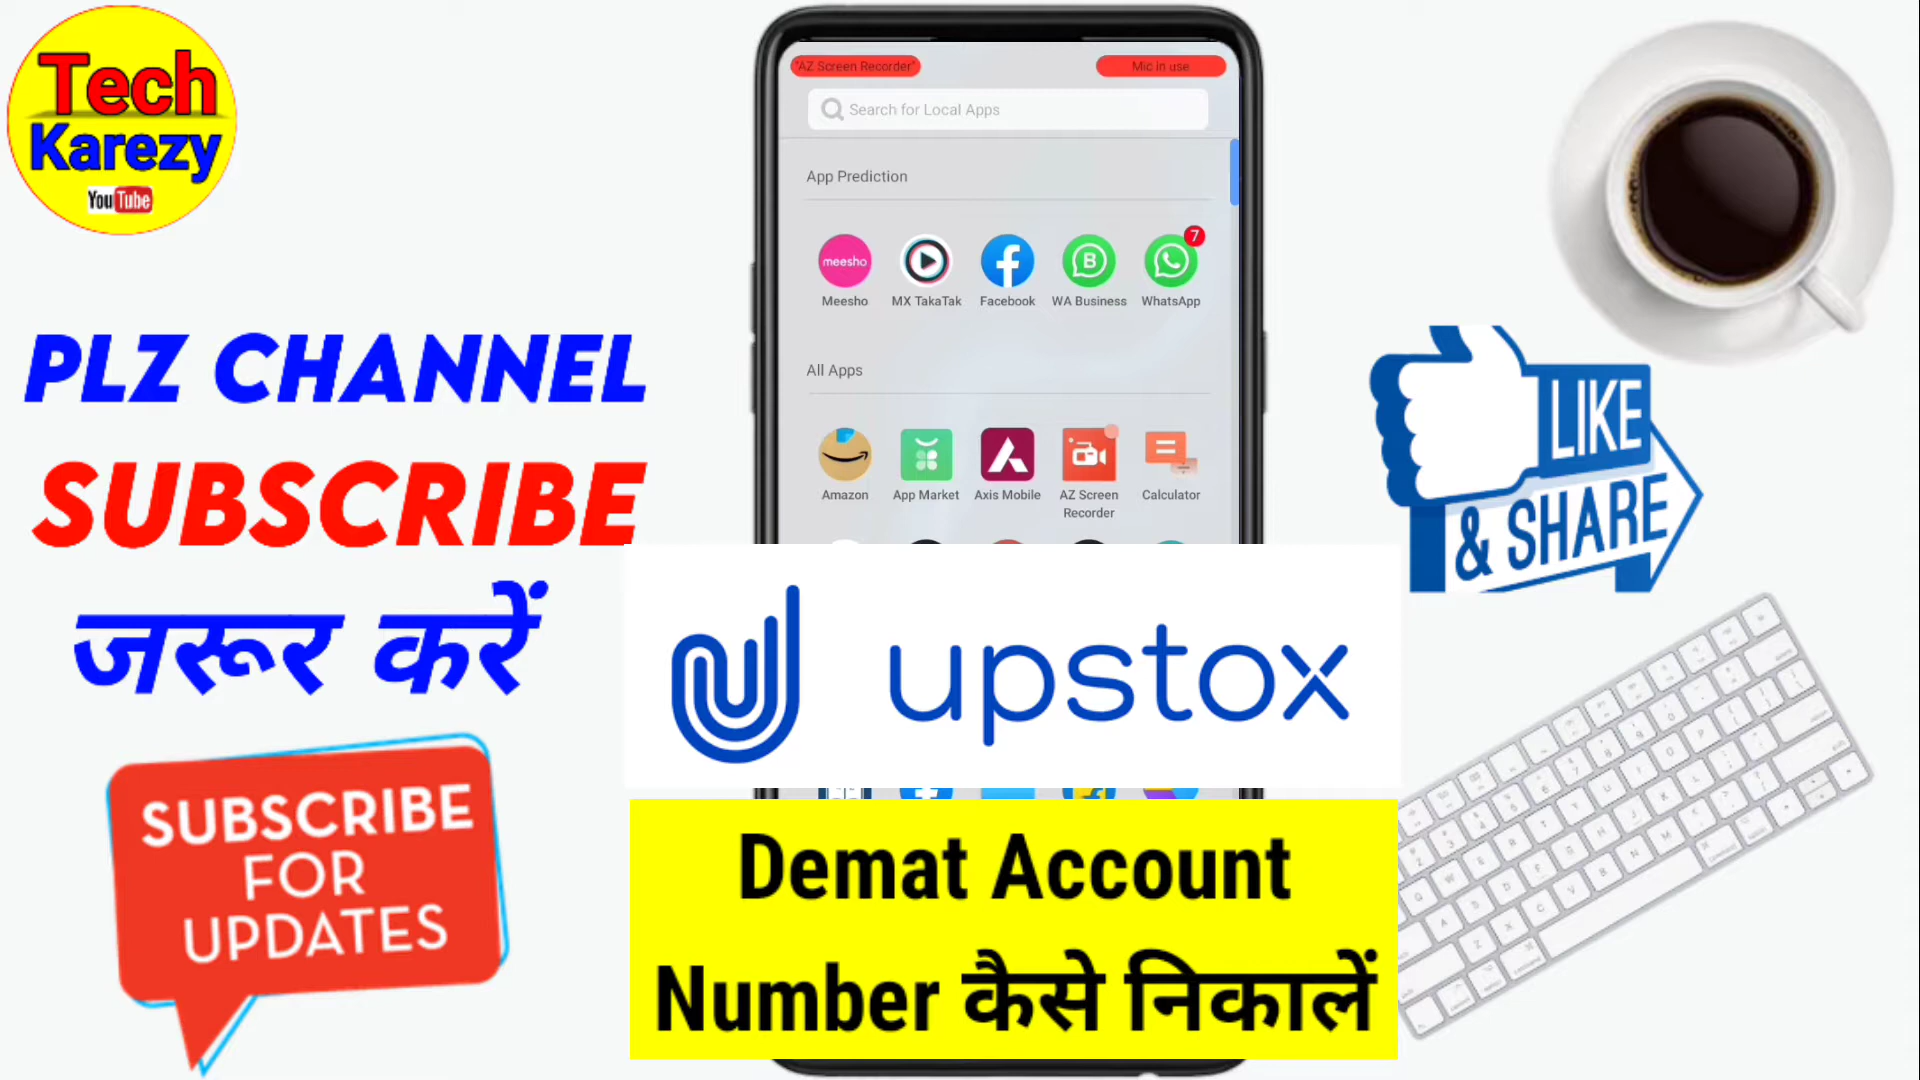 Tech
Karezy
YouTube
PLZ CHANNEL
SUBSCRIBE
जरूर करें
SUBSCRIBE
FOR
UPDATES
"AZ Screen Recorder"
Mic in use
Search for Local Apps
App Prediction
meesho
7
Meesho
MX TakaTak
Facebook
WA Business
WhatsApp
All Apps
Amazon
App Market
Axis Mobile
AZ Screen
Recorder
Calculator
upstox
Demat Account
Number कैसे निकालें
LIKE
& SHARE